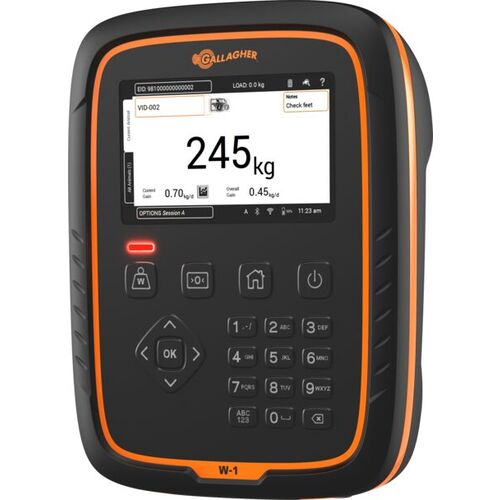 GALLAGHER
EID: 981000000000002 LOAD: 0.0 kg ?
VID-002
Notes
Check feet
Current Animal
All Animals (1)
245kg
Current Gain 0.70kg/d Overall Gain 0.45kg/d
OPTIONS Session A A 11:23 am
W >0<
1 .-/ 2 ABC 3 DEF
OK 4 GHI 5 JKL 6 MNO
7 PQRS 8 TUV 9 WXYZ
ABC 123 0
W-1